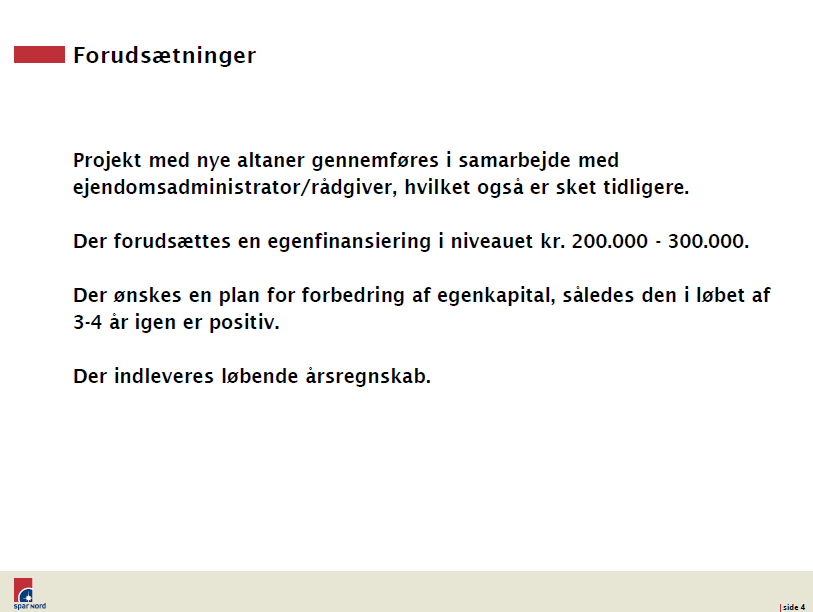 Forudsætninger
Projekt med nye altaner gennemføres i samarbejde med
ejendomsadministrator/rådgiver, hvilket også er sket tidligere.
Der forudsættes en egenfinansiering i niveauet kr. 200.000 - 300.000.
Der ønskes en plan for forbedring af egenkapital, således den i løbet af
3-4 år igen er positiv.
Der indleveres løbende årsregnskab.
spar nord
| side 4